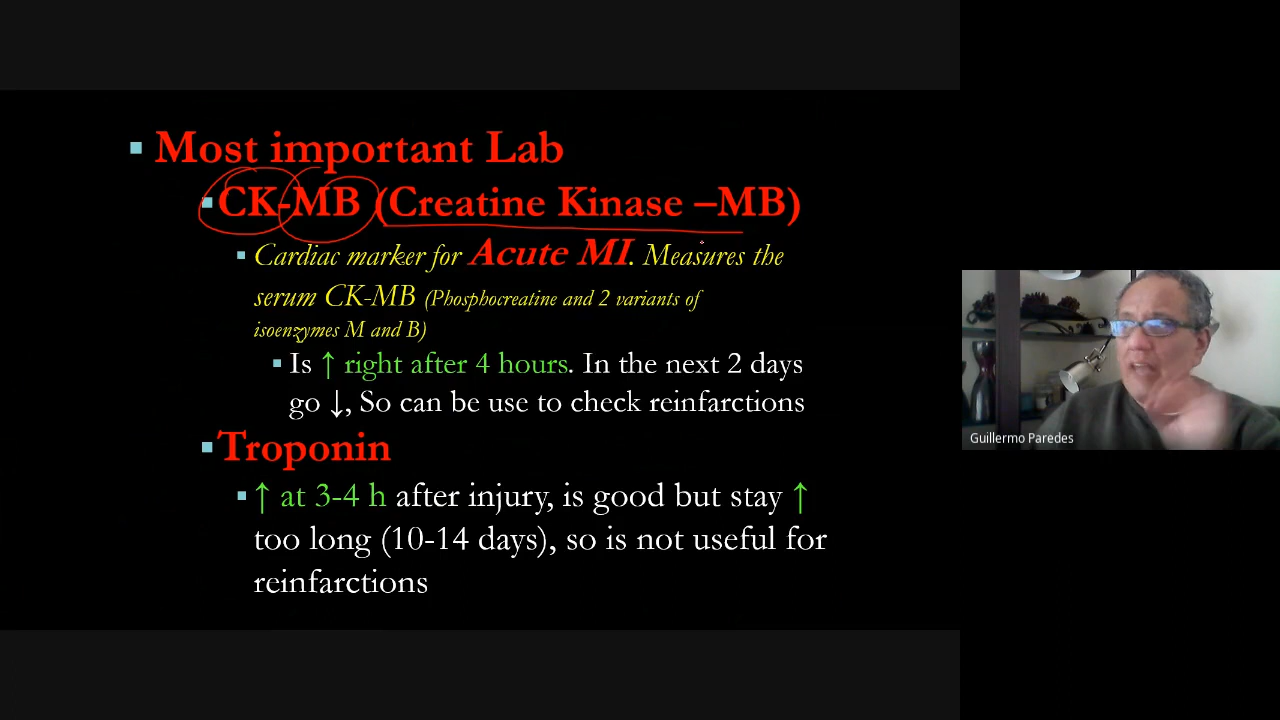 Most important Lab
CK-MB (Creatine Kinase –MB)
Cardiac marker for Acute MI. Measures the
serum CK-MB (Phosphocreatine and 2 variants of
isoenzymes M and B)
Is ↑ right after 4 hours. In the next 2 days
go ↓, So can be use to check reinfarctions
Troponin
↑ at 3-4 h after injury, is good but stay ↑
too long (10-14 days), so is not useful for
reinfarctions
Guillermo Paredes